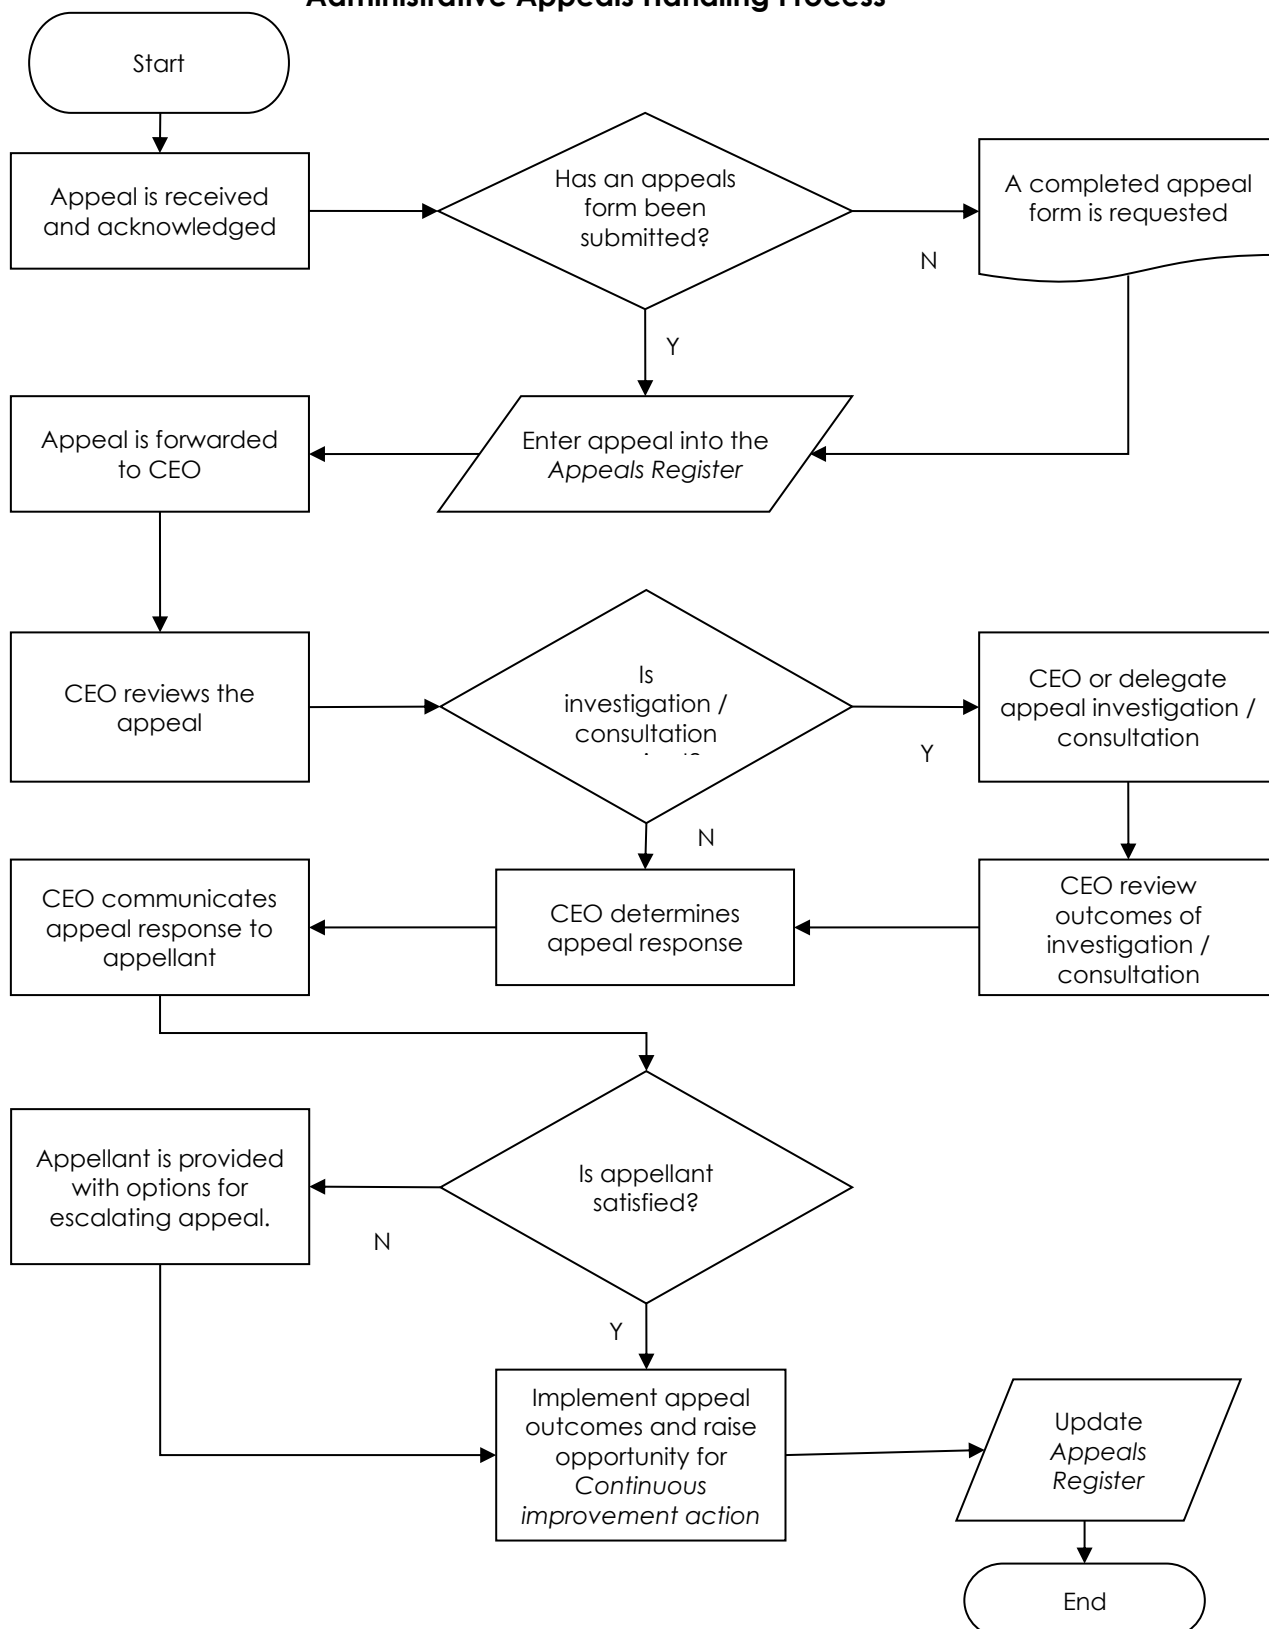 Administrative Appeals Handling Process
Start
Appeal is received
and acknowledged
Has an appeals
form been
submitted?
A completed appeal
form is requested
N
Y
Appeal is forwarded
to CEO
Enter appeal into the
Appeals Register
CEO reviews the
appeal
Is
investigation /
consultation
CEO or delegate
appeal investigation /
consultation
Y
N
CEO communicates
appeal response to
appellant
CEO determines
appeal response
CEO review
outcomes of
investigation /
consultation
Appellant is provided
with options for
escalating appeal.
Is appellant
satisfied?
N
Y
Implement appeal
outcomes and raise
opportunity for
Continuous
improvement action
Update
Appeals
Register
End